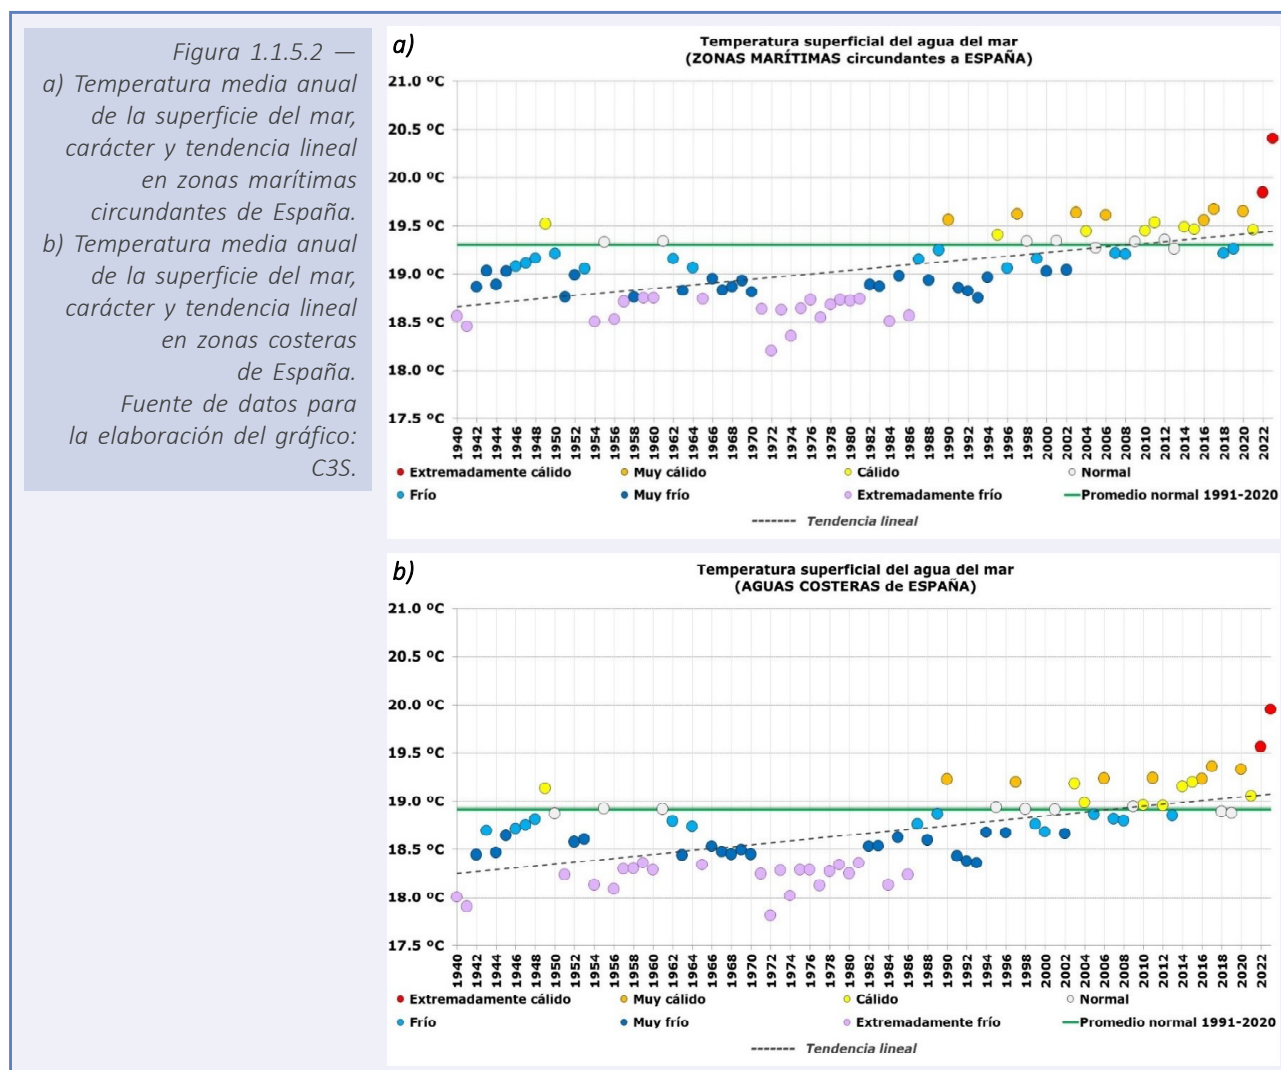 Figura 1.1.5.2 —
a) Temperatura media anual
de la superficie del mar,
carácter y tendencia lineal
en zonas marítimas
circundantes de España.
b) Temperatura media anual
de la superficie del mar,
carácter y tendencia lineal
en zonas costeras
de España.
Fuente de datos para
la elaboración del gráfico:
C3S.
a)
Temperatura superficial del agua del mar
(ZONAS MARÍTIMAS circundantes a ESPAÑA)
21.0 ºC
20.5 ºC
20.0 ºC
19.5 ºC
19.0 ºC
18.5 ºC
18.0 ºC
17.5 ºC
1940 1942 1944 1946 1948 1950 1952 1954 1956 1958 1960 1962 1964 1966 1968 1970 1972 1974 1976 1978 1980 1982 1984 1986 1988 1990 1992 1994 1996 1998 2000 2002 2004 2006 2008 2010 2012 2014 2016 2018 2020 2022
Extremadamente cálido Muy cálido Cálido Normal
Frío Muy frío Extremadamente frío Promedio normal 1991-2020
Tendencia lineal
b)
Temperatura superficial del agua del mar
(AGUAS COSTERAS de ESPAÑA)
21.0 ºC
20.5 ºC
20.0 ºC
19.5 ºC
19.0 ºC
18.5 ºC
18.0 ºC
17.5 ºC
1940 1942 1944 1946 1948 1950 1952 1954 1956 1958 1960 1962 1964 1966 1968 1970 1972 1974 1976 1978 1980 1982 1984 1986 1988 1990 1992 1994 1996 1998 2000 2002 2004 2006 2008 2010 2012 2014 2016 2018 2020 2022
Extremadamente cálido Muy cálido Cálido Normal
Frío Muy frío Extremadamente frío Promedio normal 1991-2020
Tendencia lineal